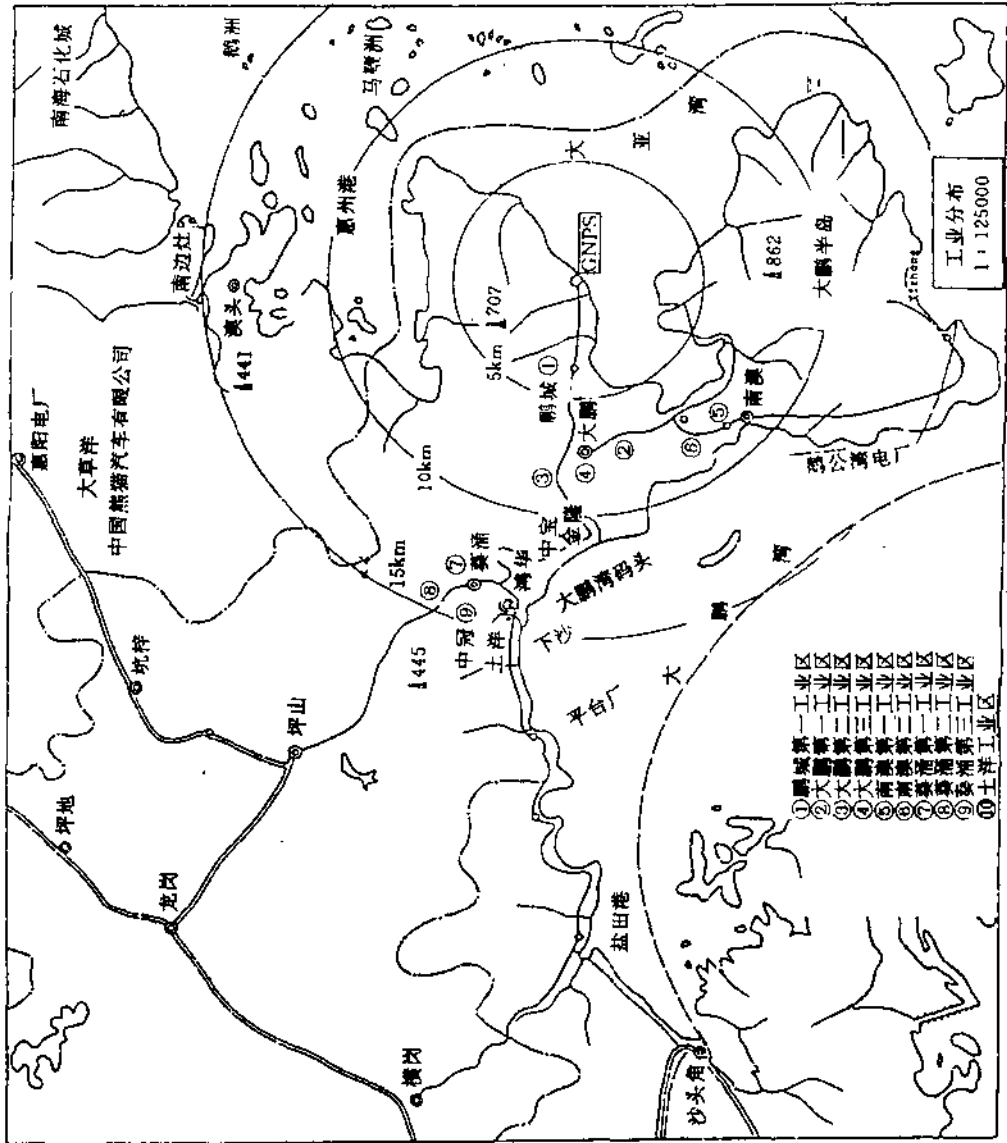 南海石化城
鹅洲
马鞭洲
惠州港
大亚湾
南边灶
澳头
441
惠阳电厂
大草洋
中国熊猫汽车有限公司
707
GNPS
5km
10km
15km
鹏城 ①
③
大鹏
④
②
⑤
⑥
南澳
862
大鹏半岛
中宝
金隆
⑧
⑦
葵涌
中冠 ⑨
鸿华
土洋
445
坑梓
坪山
坪地
龙岗
横岗
大鹏湾码头
下沙
平台厂
大鹏湾
盐田港
沙头角
工业分布
1:125000
①鹏城第一工业区
②大鹏第一工业区
③大鹏第二工业区
④大鹏第三工业区
⑤南澳第一工业区
⑥南澳第二工业区
⑦葵涌第一工业区
⑧葵涌第二工业区
⑨葵涌第三工业区
⑩土洋工业区